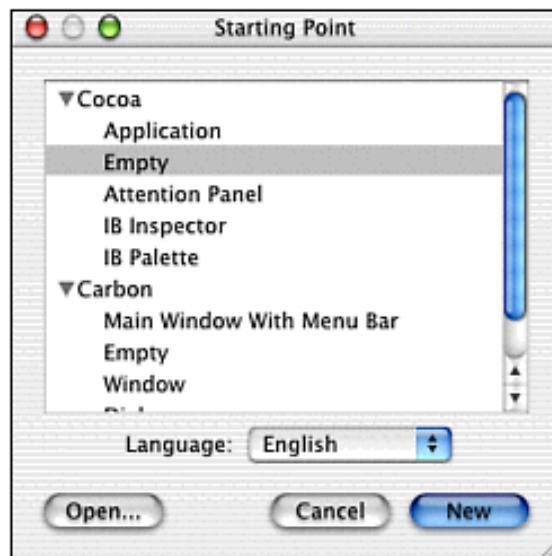 Starting Point
Cocoa
Application
Empty
Attention Panel
IB Inspector
IB Palette
Carbon
Main Window With Menu Bar
Empty
Window
Language: English
Open... Cancel New